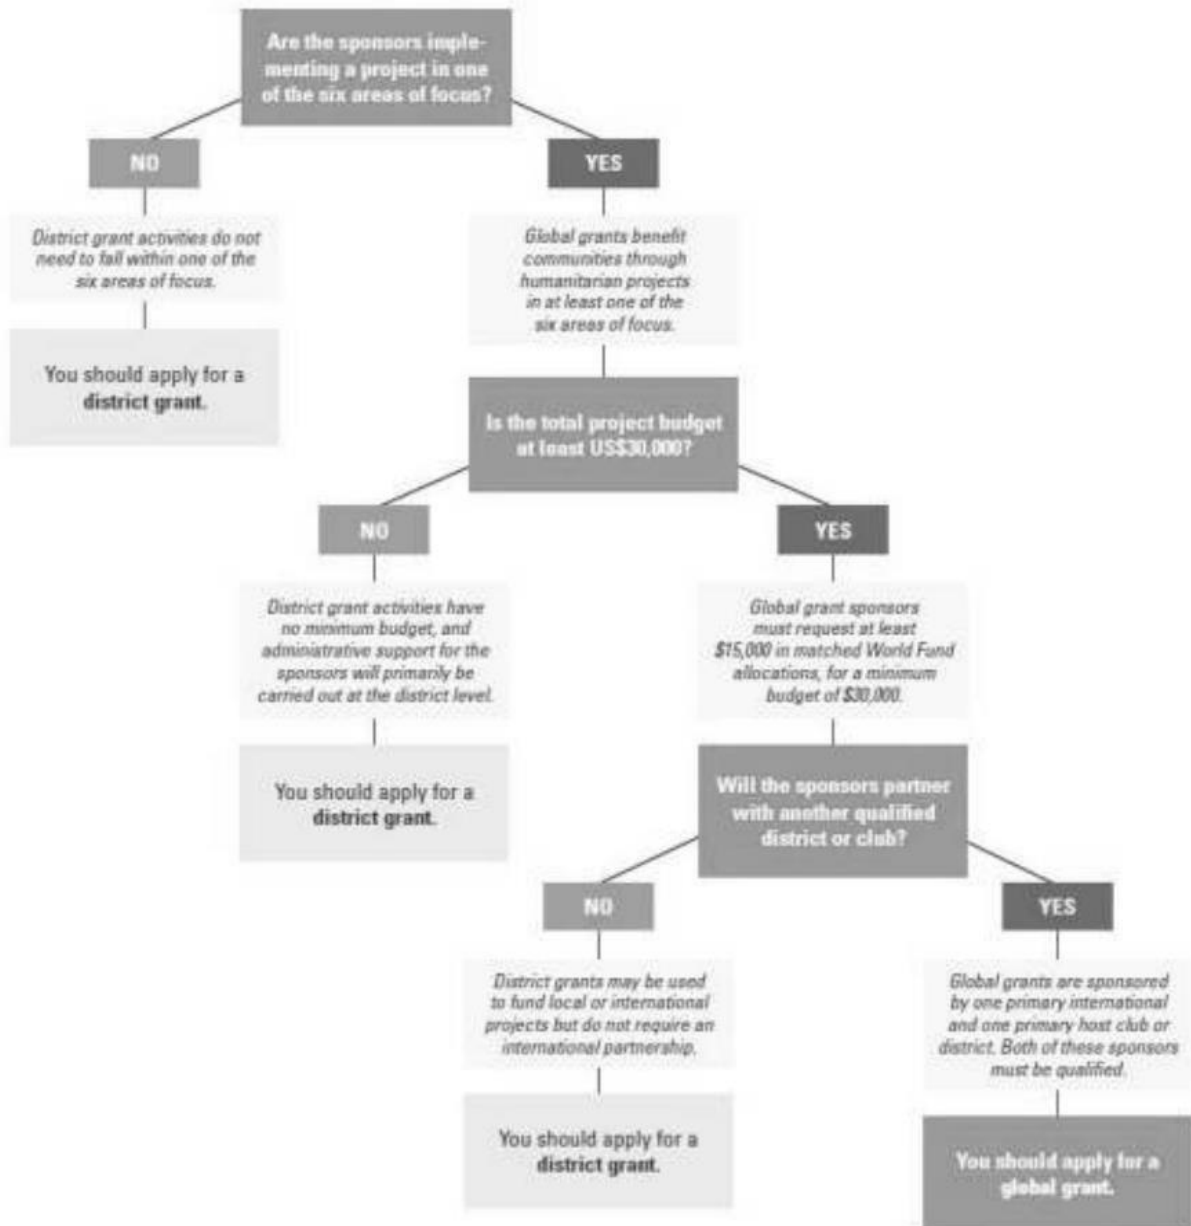 Are the sponsors imple-
menting a project in one
of the six areas of focus?
NO
YES
District grant activities do not
need to fall within one of the
six areas of focus.
Global grants benefit
communities through
humanitarian projects
in at least one of the
six areas of focus.
You should apply for a
district grant.
Is the total project budget
at least US$30,000?
NO
YES
District grant activities have
no minimum budget, and
administrative support for the
sponsors will primarily be
carried out at the district level.
Global grant sponsors
must request at least
$15,000 in matched World Fund
allocations, for a minimum
budget of $30,000.
You should apply for a
district grant.
Will the sponsors partner
with another qualified
district or club?
NO
YES
District grants may be used
to fund local or international
projects but do not require an
international partnership.
Global grants are sponsored
by one primary international
and one primary host club or
district. Both of these sponsors
must be qualified.
You should apply for a
district grant.
You should apply for a
global grant.